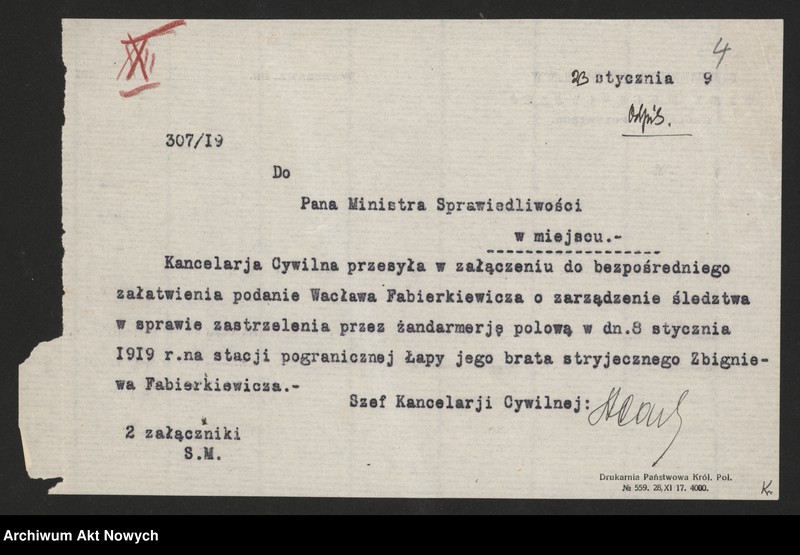 XII
4
23 stycznia 9
Odpis.
307/19
Do
Pana Ministra Sprawiedliwości
w miejscu.-
Kancelarja Cywilna przesyła w załączeniu do bezpośredniego
załatwienia podanie Wacława Fabierkiewicza o zarządzenie śledztwa
w sprawie zastrzelenia przez żandarmerję polową w dn.8 stycznia
1919 r.na stacji pogranicznej Łapy jego brata stryjecznego Zbignie-
wa Fabierkiewicza.-
Szef Kancelarji Cywilnej:
2 załączniki
S.M.
Drukarnia Państwowa Król. Pol.
№ 559. 28,XI 17. 4000.
K.
Archiwum Akt Nowych